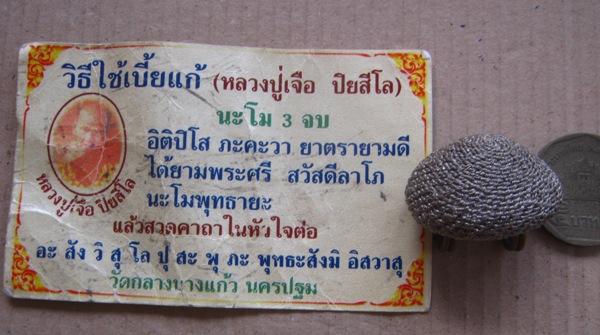 วิธีใช้เบี้ยแก้ (หลวงปู่เจือ ปิยสีโล)
นะโม 3 จบ
อิติปิโส ภะคะวา ยาตรายามดี
ได้ยามพระศรี สวัสดีลาโภ
นะโมพุทธายะ
หลวงปู่เจือ ปิยสีโล
แล้วสวดคาถาในหัวใจต่อ
อะ สัง วิ สุ โล ปุ สะ พุ ภะ พุทธะสังมิ อิสวาสุ
วัดกลางบางแก้ว นครปฐม